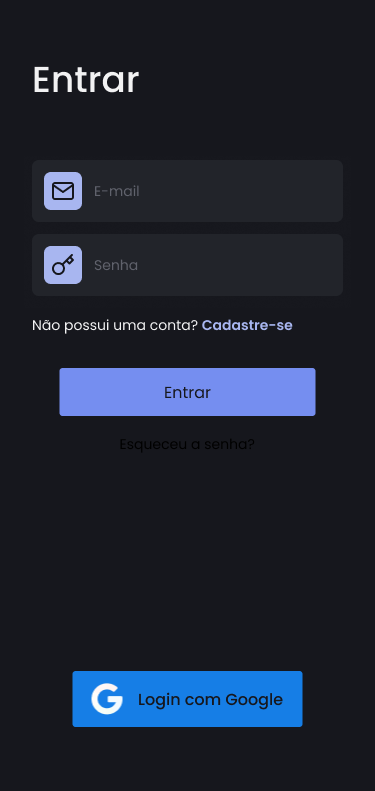 Entrar
E-mail
Senha
Não possui uma conta? Cadastre-se
Entrar
Esqueceu a senha?
Login com Google